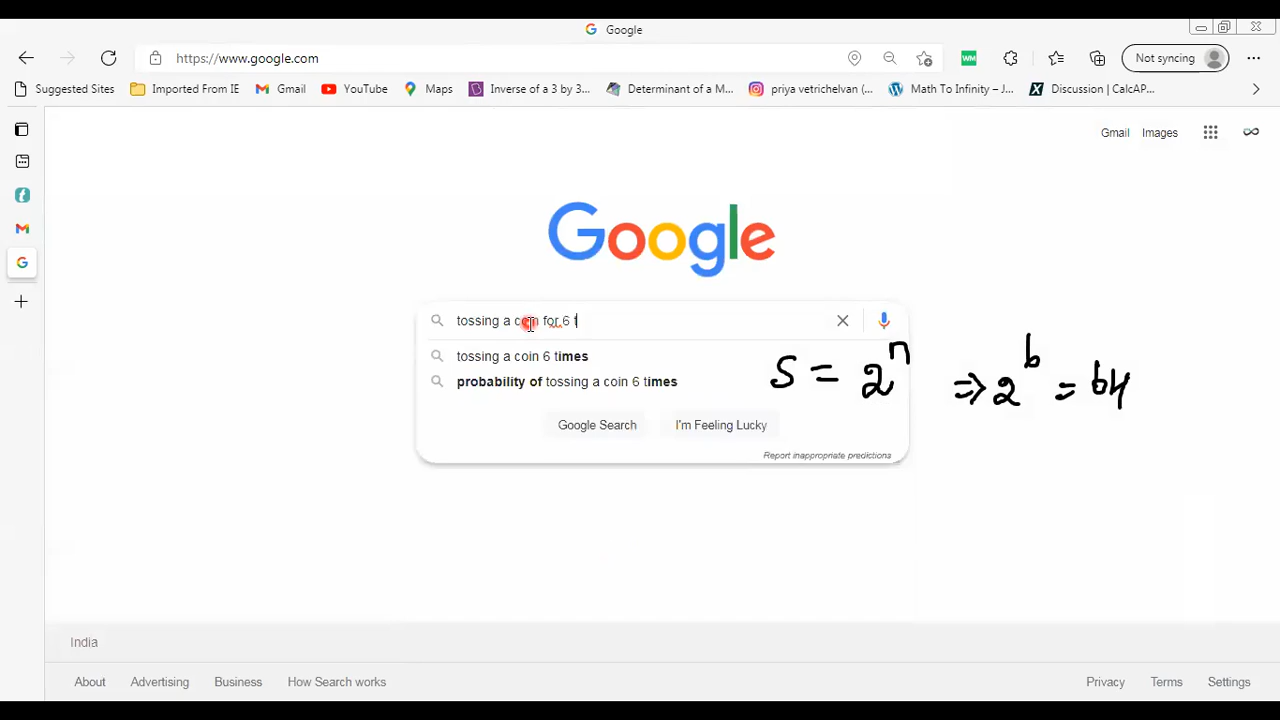 Google
https://www.google.com
Not syncing
Suggested Sites Imported From IE Gmail YouTube Maps Inverse of a 3 by 3... Determinant of a M... priya vetrichelvan (... Math To Infinity – J... Discussion | CalcAP...
Gmail Images
Google
tossing a coin for 6 t
tossing a coin 6 times
probability of tossing a coin 6 times
S = 2^n => 2^6 = 64
Google Search I'm Feeling Lucky
Report inappropriate predictions
India
About Advertising Business How Search works Privacy Terms Settings